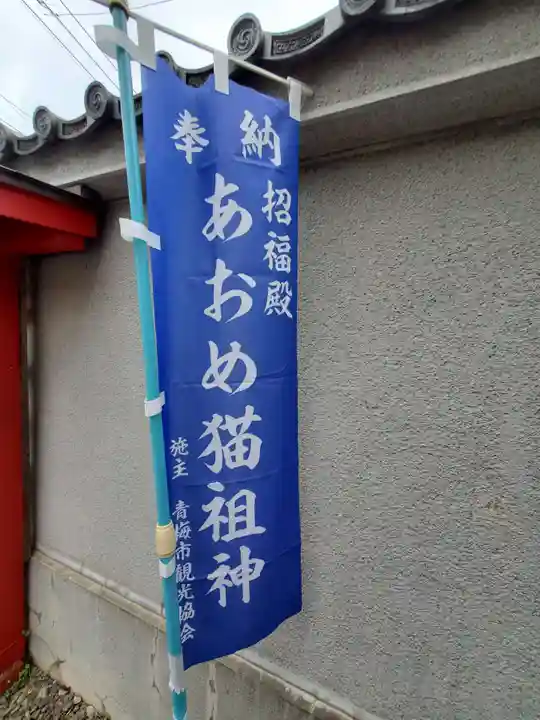 奉納
招福殿
あおめ猫祖神
施主 青梅市観光協会